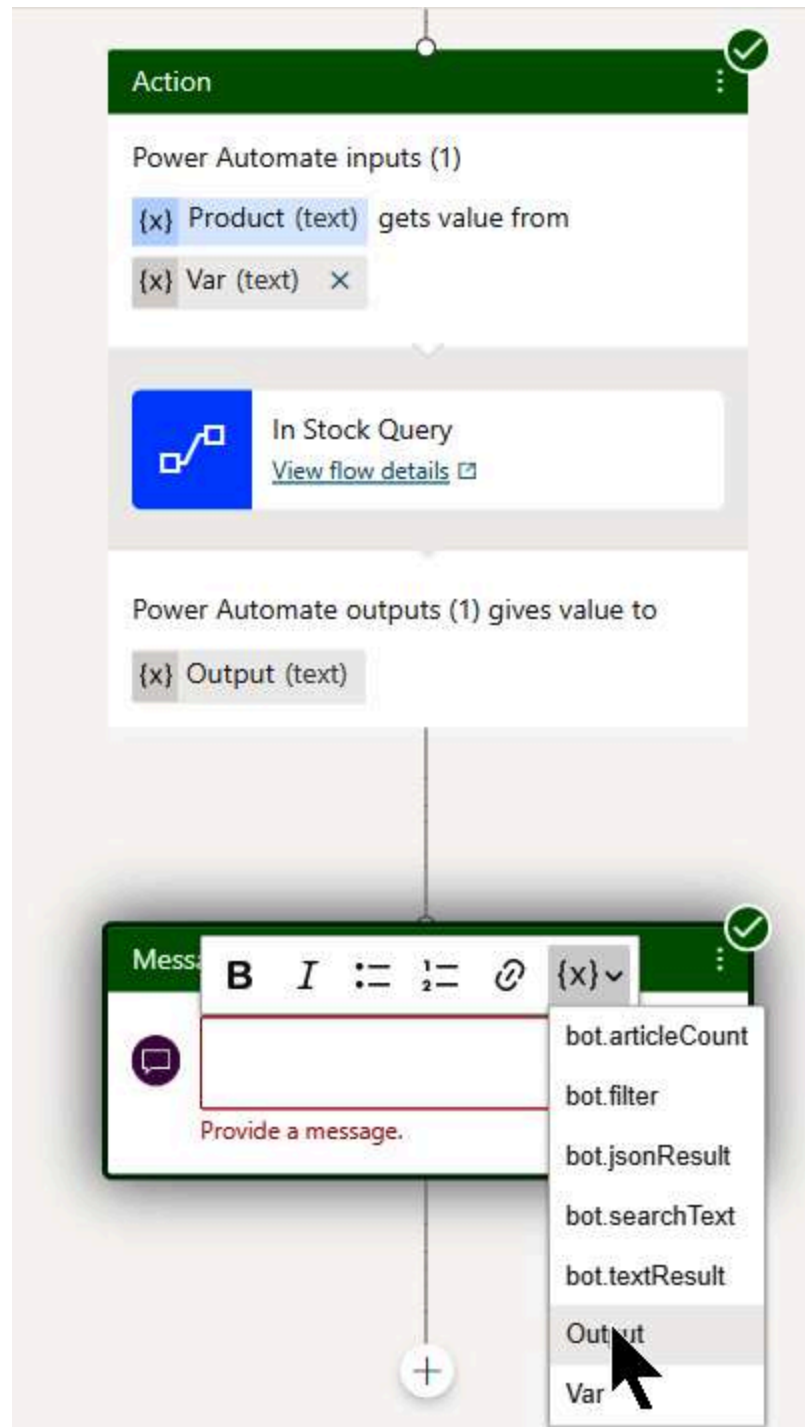 Action
Power Automate inputs (1)
{x} Product (text) gets value from
{x} Var (text) ×
In Stock Query
View flow details
Power Automate outputs (1) gives value to
{x} Output (text)
B I {x}
Provide a message.
bot.articleCount
bot.filter
bot.jsonResult
bot.searchText
bot.textResult
Output
Var